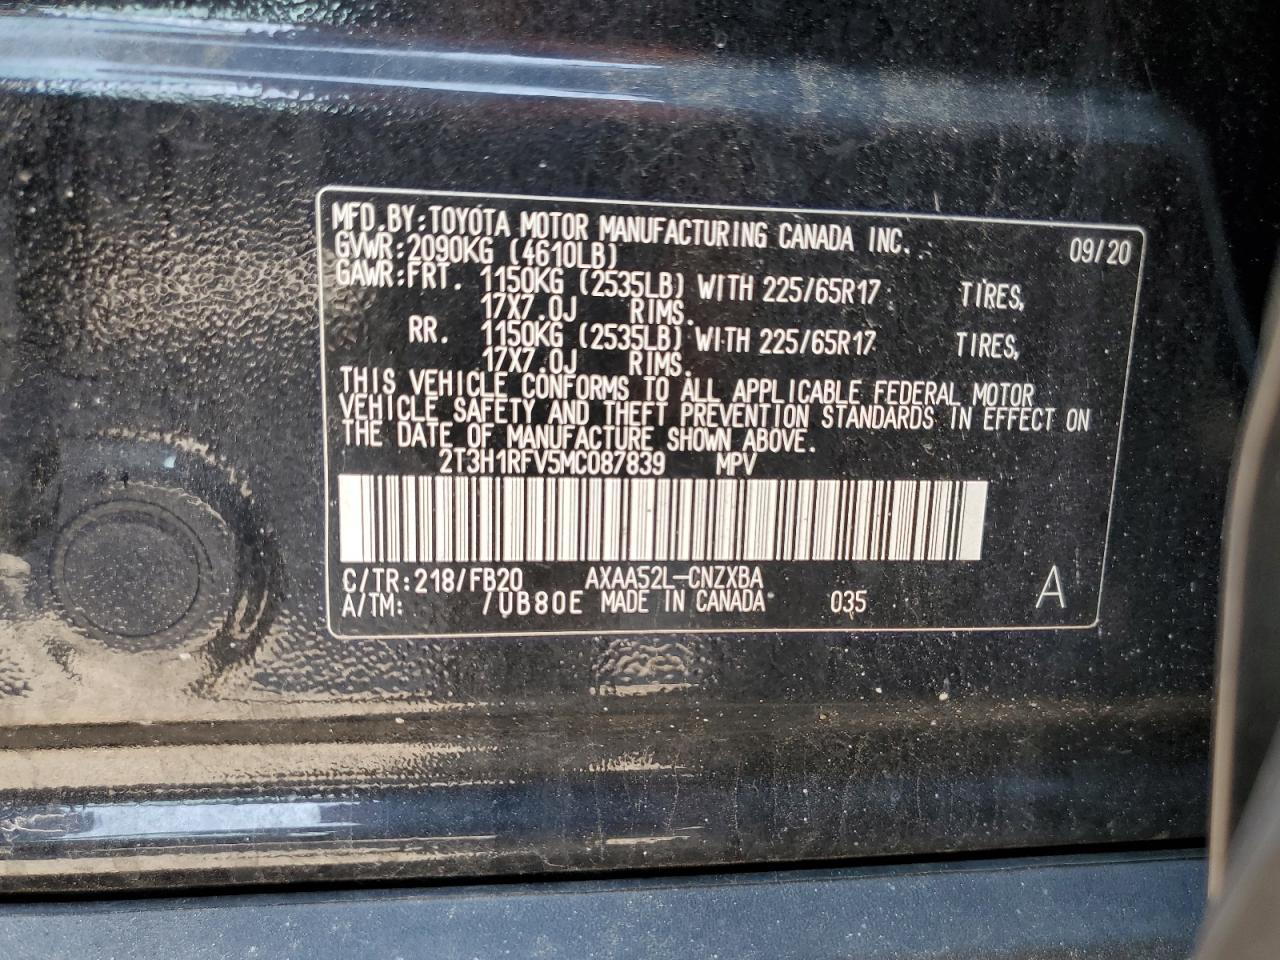 MFD.BY:TOYOTA MOTOR MANUFACTURING CANADA INC. 09/20
GVWR:2090KG (4610LB)
GAWR:FRT. 1150KG (2535LB) WITH 225/65R17 TIRES,
17X7.0J RIMS.
RR. 1150KG (2535LB) WITH 225/65R17 TIRES,
17X7.0J RIMS.
THIS VEHICLE CONFORMS TO ALL APPLICABLE FEDERAL MOTOR
VEHICLE SAFETY AND THEFT PREVENTION STANDARDS IN EFFECT ON
THE DATE OF MANUFACTURE SHOWN ABOVE.
2T3H1RFV5MC087839 MPV
C/TR:218/FB20 AXAA52L-CNZXBA
A/TM: /UB80E MADE IN CANADA 035 A